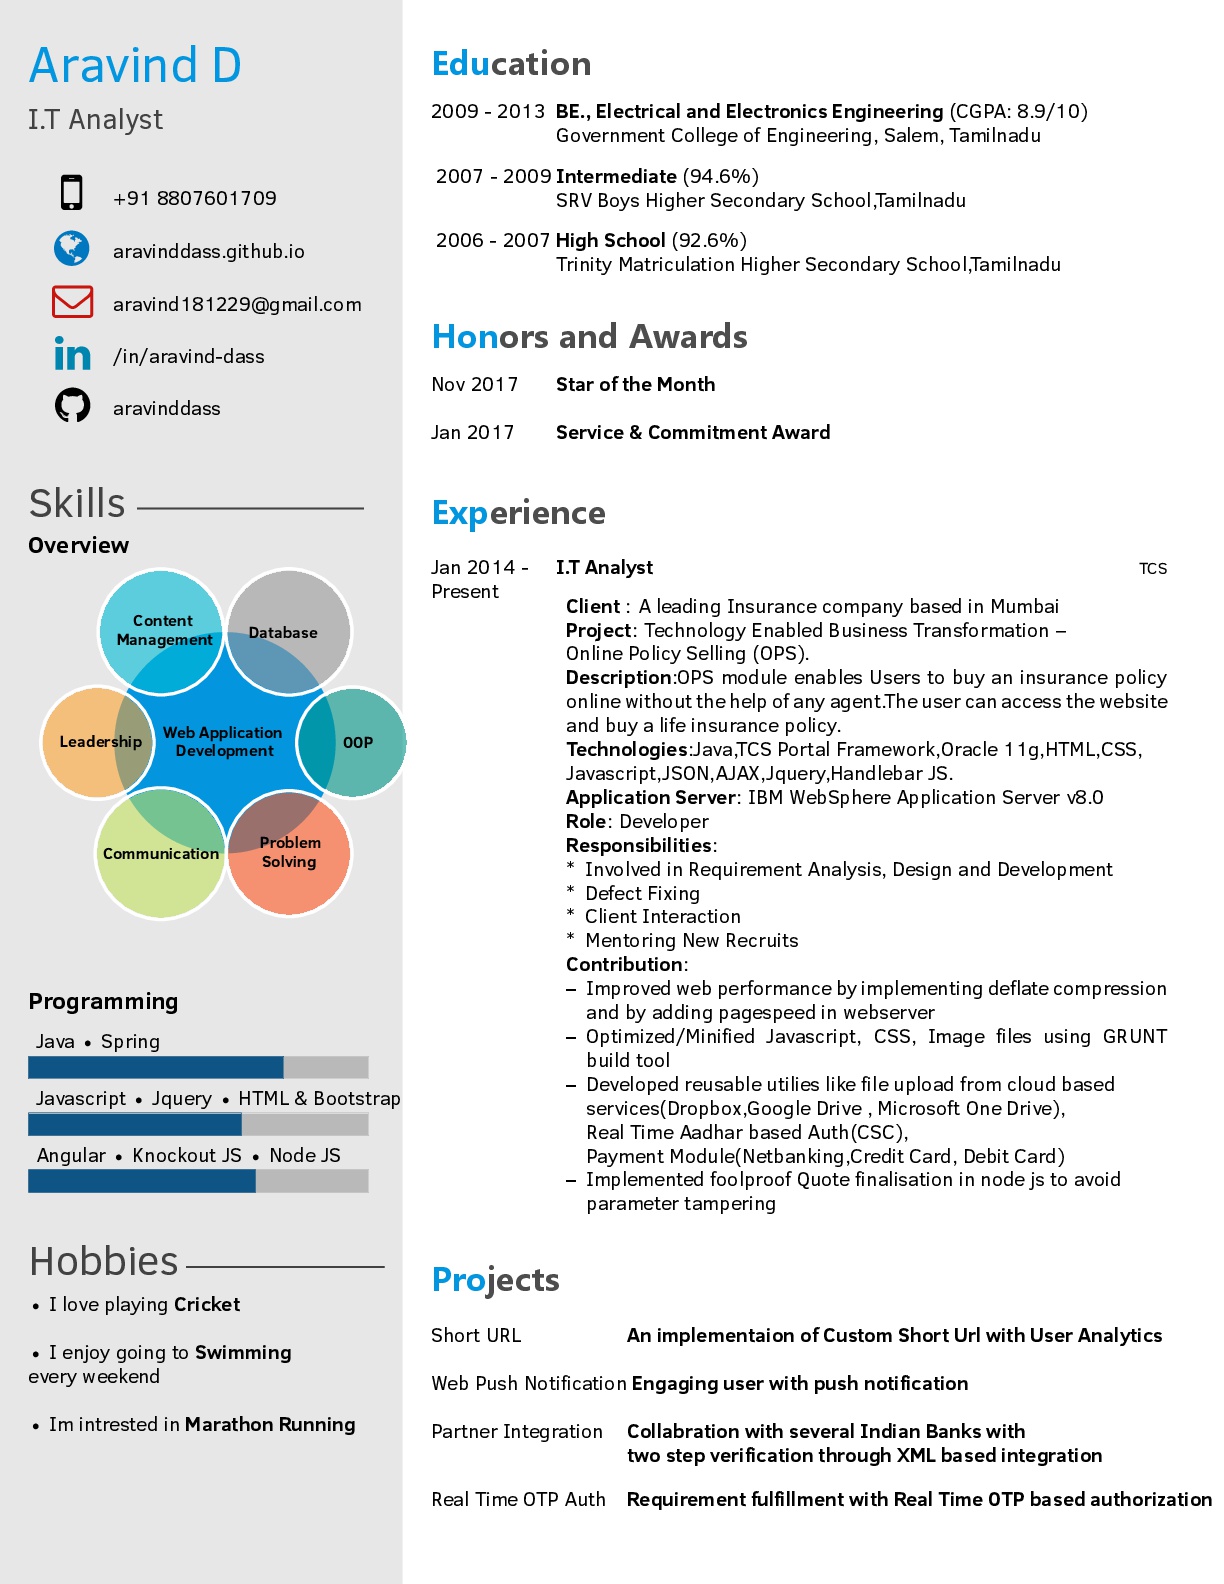 Aravind D
I.T Analyst
+91 8807601709
aravinddass.github.io
aravind181229@gmail.com
/in/aravind-dass
aravinddass
Skills
Overview
Content
Management
Database
Leadership
Web Application
Development
OOP
Communication
Problem
Solving
Programming
Java • Spring
Javascript • Jquery • HTML & Bootstrap
Angular • Knockout JS • Node JS
Hobbies
• I love playing Cricket
• I enjoy going to Swimming
every weekend
• Im intrested in Marathon Running
Education
2009 - 2013 BE., Electrical and Electronics Engineering (CGPA: 8.9/10)
Government College of Engineering, Salem, Tamilnadu
2007 - 2009 Intermediate (94.6%)
SRV Boys Higher Secondary School,Tamilnadu
2006 - 2007 High School (92.6%)
Trinity Matriculation Higher Secondary School,Tamilnadu
Honors and Awards
Nov 2017 Star of the Month
Jan 2017 Service & Commitment Award
Experience
Jan 2014 - I.T Analyst TCS
Present
Client : A leading Insurance company based in Mumbai
Project: Technology Enabled Business Transformation –
Online Policy Selling (OPS).
Description:OPS module enables Users to buy an insurance policy
online without the help of any agent.The user can access the website
and buy a life insurance policy.
Technologies:Java,TCS Portal Framework,Oracle 11g,HTML,CSS,
Javascript,JSON,AJAX,Jquery,Handlebar JS.
Application Server: IBM WebSphere Application Server v8.0
Role: Developer
Responsibilities:
* Involved in Requirement Analysis, Design and Development
* Defect Fixing
* Client Interaction
* Mentoring New Recruits
Contribution:
– Improved web performance by implementing deflate compression
and by adding pagespeed in webserver
– Optimized/Minified Javascript, CSS, Image files using GRUNT
build tool
– Developed reusable utilies like file upload from cloud based
services(Dropbox,Google Drive , Microsoft One Drive),
Real Time Aadhar based Auth(CSC),
Payment Module(Netbanking,Credit Card, Debit Card)
– Implemented foolproof Quote finalisation in node js to avoid
parameter tampering
Projects
Short URL An implementaion of Custom Short Url with User Analytics
Web Push Notification Engaging user with push notification
Partner Integration Collabration with several Indian Banks with
two step verification through XML based integration
Real Time OTP Auth Requirement fulfillment with Real Time OTP based authorization